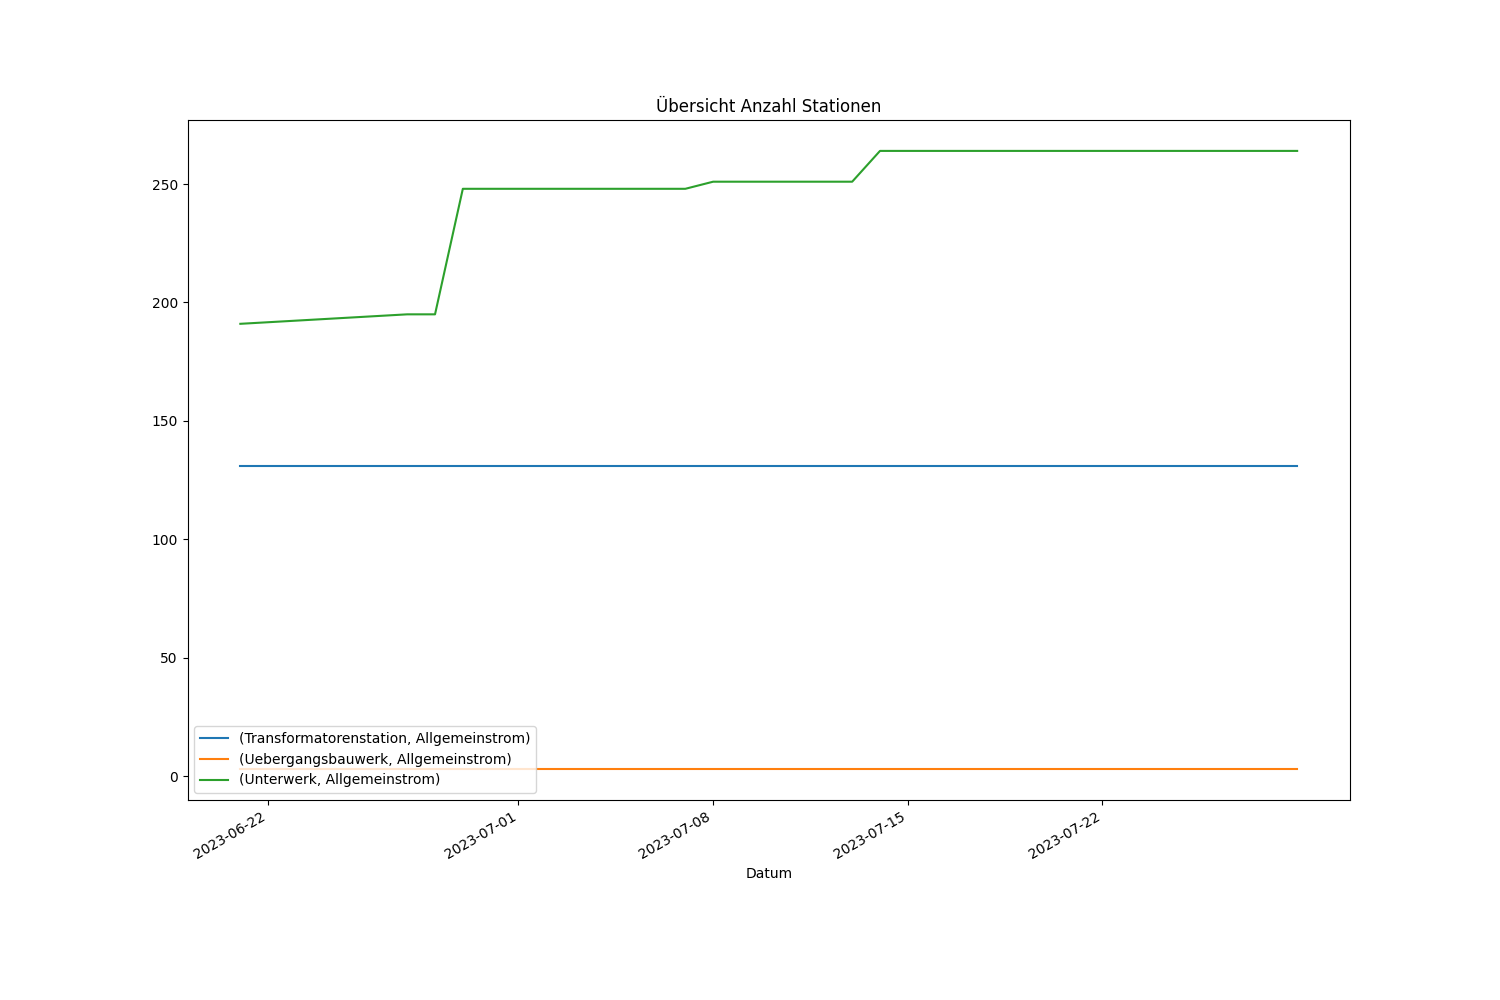 Übersicht Anzahl Stationen
250
200
150
100
50
0
(Transformatorenstation, Allgemeinstrom)
(Uebergangsbauwerk, Allgemeinstrom)
(Unterwerk, Allgemeinstrom)
2023-06-22
2023-07-01
2023-07-08
2023-07-15
2023-07-22
Datum